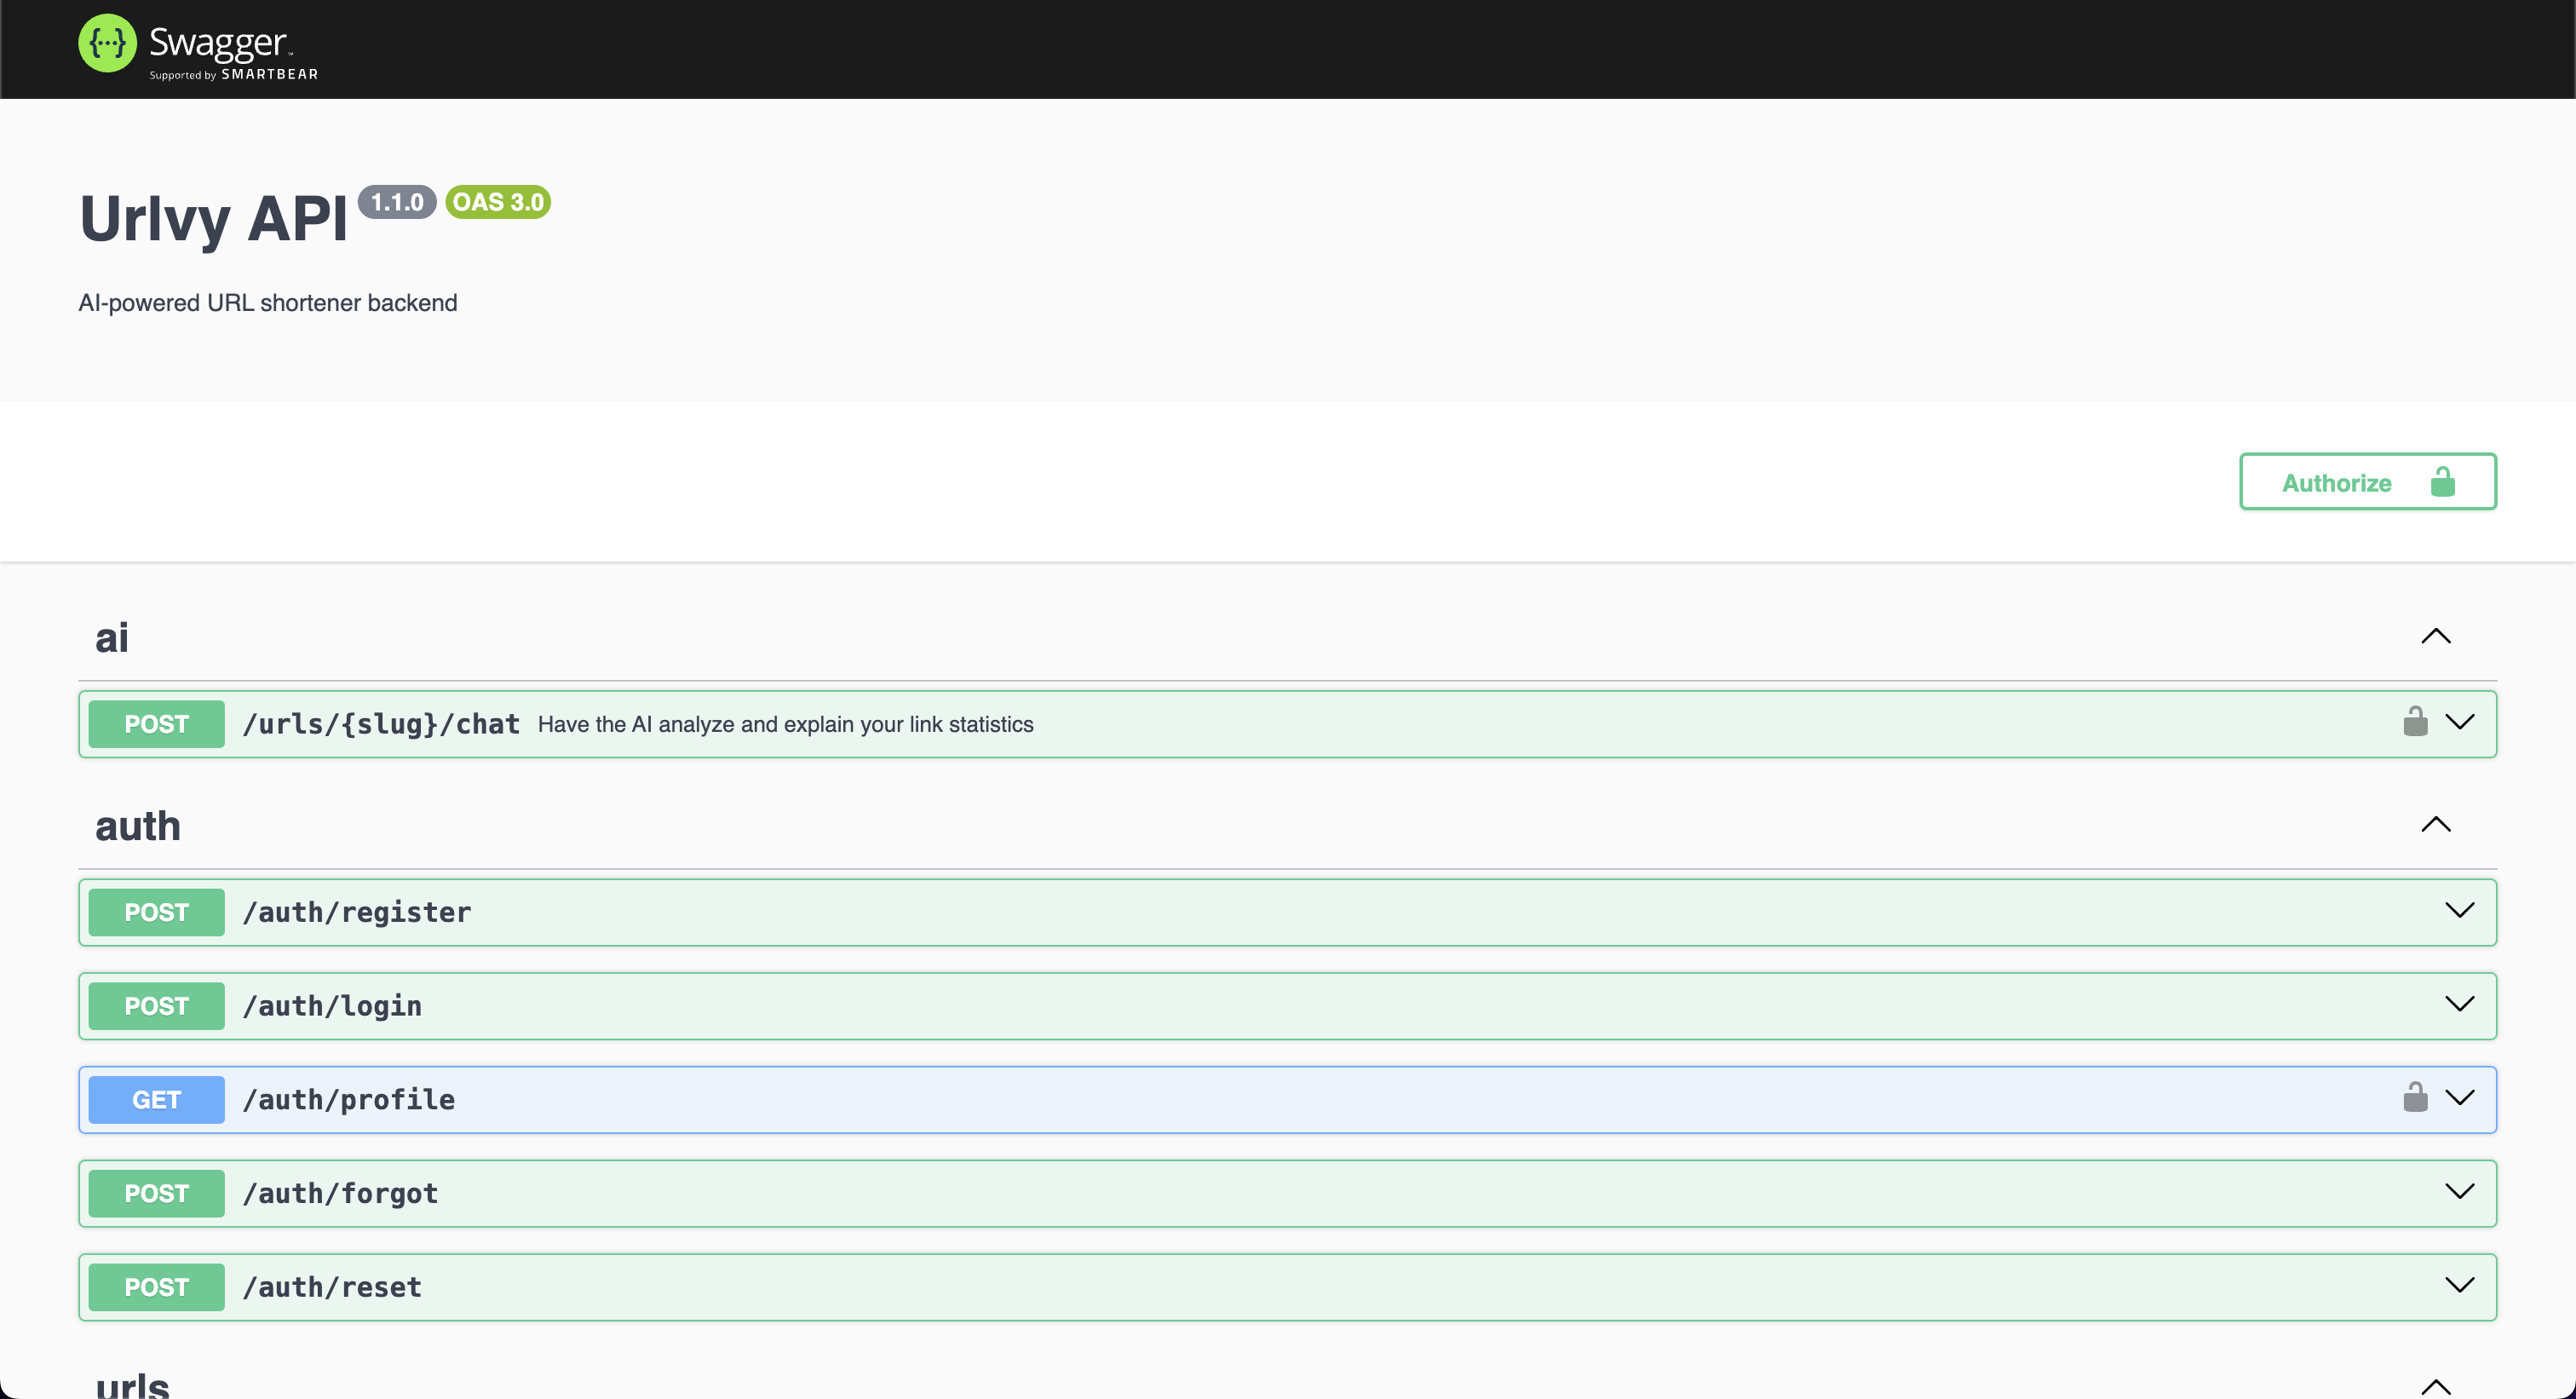 {···} Swagger™
Supported by SMARTBEAR
Urlvy API 1.1.0 OAS 3.0
AI-powered URL shortener backend
Authorize
ai
POST /urls/{slug}/chat Have the AI analyze and explain your link statistics
auth
POST /auth/register
POST /auth/login
GET /auth/profile
POST /auth/forgot
POST /auth/reset
urls